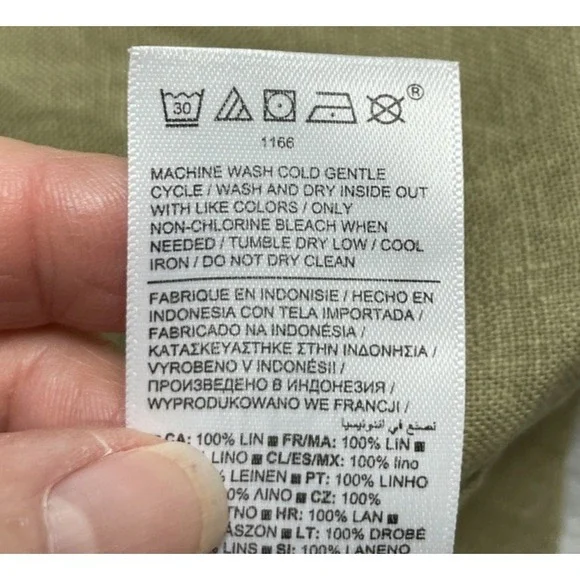 30 ®
1166
MACHINE WASH COLD GENTLE
CYCLE / WASH AND DRY INSIDE OUT
WITH LIKE COLORS / ONLY
NON-CHLORINE BLEACH WHEN
NEEDED / TUMBLE DRY LOW / COOL
IRON / DO NOT DRY CLEAN
FABRIQUE EN INDONISIE / HECHO EN
INDONESIA CON TELA IMPORTADA /
FABRICADO NA INDONÉSIA /
ΚΑΤΑΣΚΕΥΑΣΤΗΚΕ ΣΤΗΝ ΙΝΔΟΝΗΣΙΑ /
VYROBENO V INDONÉSII /
ПРОИЗВЕДЕНО В ИНДОНЕЗИЯ /
WYPRODUKOWANO WE FRANCJI /
تصنع في أندونيسيا
CA: 100% LIN FR/MA: 100% LIN
LINO CL/ES/MX: 100% lino
LEINEN PT: 100% LINHO
ΛΙΝΟ CZ: 100%
HR: 100% LAN
LT: 100% DROBĖ
LINS SI: 100% LANENO